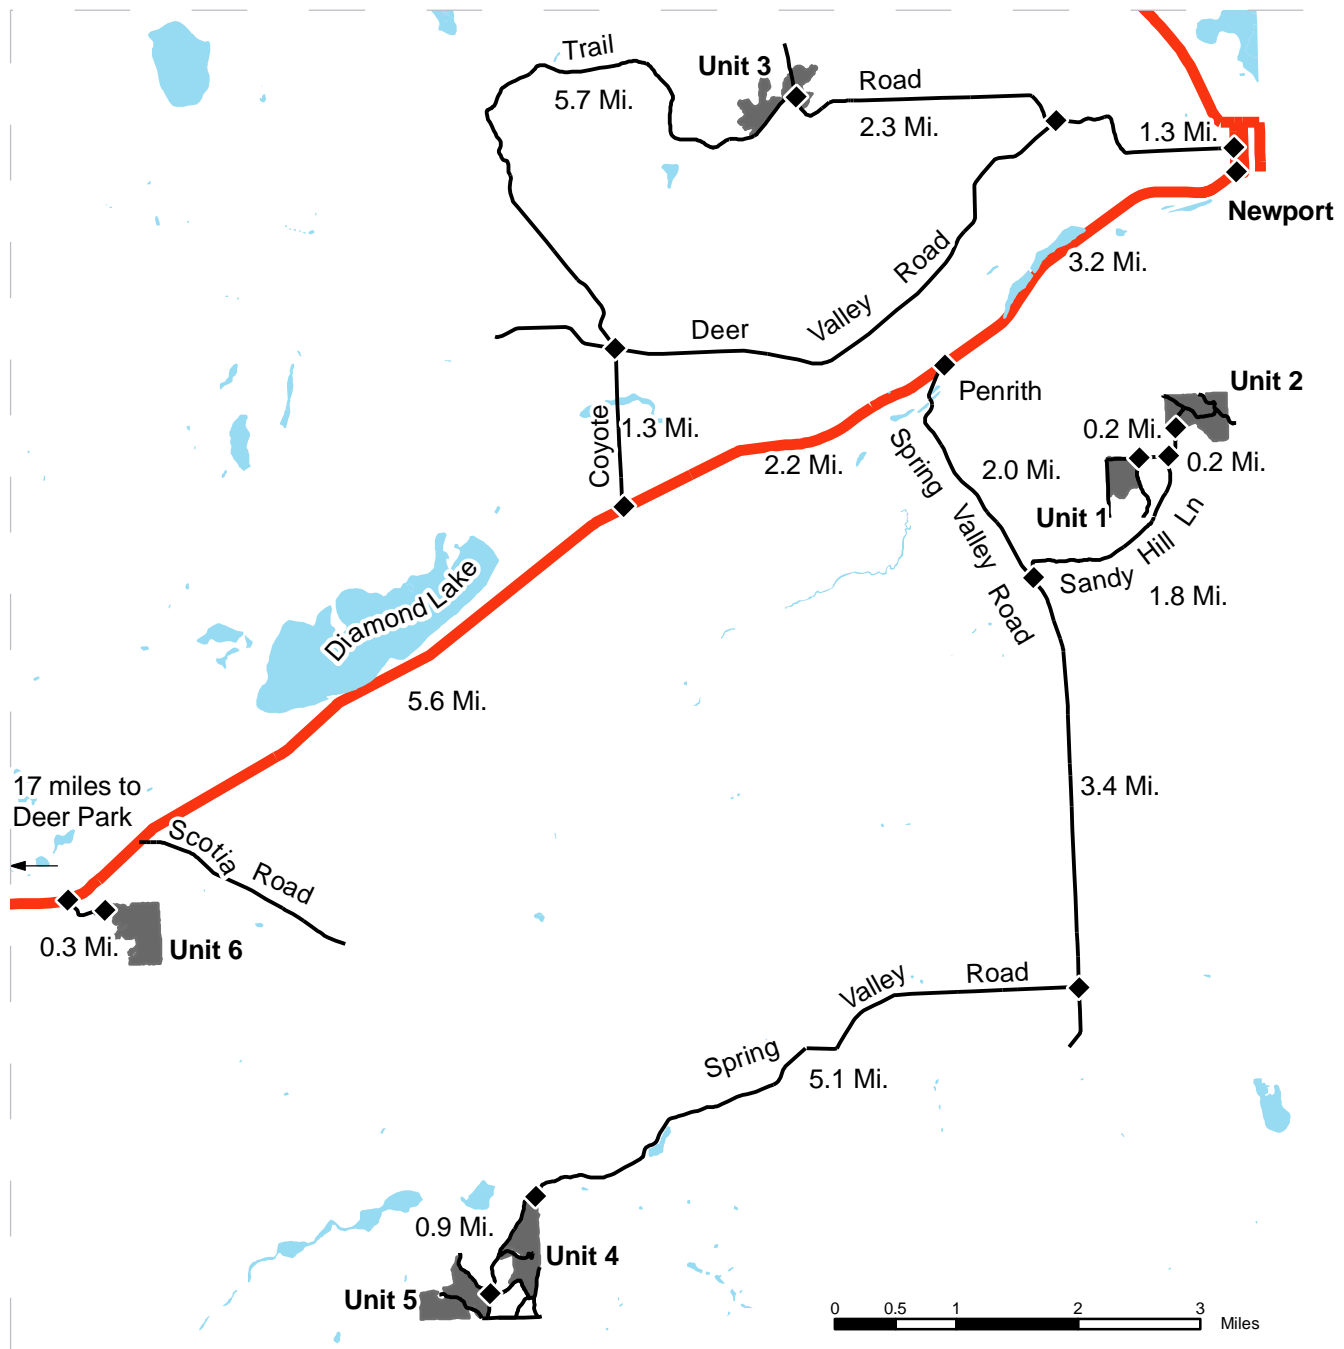 Trail
Unit 3
5.7 Mi.
Road
2.3 Mi.
1.3 Mi.
Newport
3.2 Mi.
Deer Valley Road
Penrith
Unit 2
Coyote
1.3 Mi.
2.2 Mi.
0.2 Mi.
0.2 Mi.
2.0 Mi.
Unit 1
Spring Valley Road
Sandy Hill Ln
1.8 Mi.
Diamond Lake
5.6 Mi.
17 miles to
Deer Park
3.4 Mi.
Scotia Road
0.3 Mi.
Unit 6
Spring Valley Road
5.1 Mi.
0.9 Mi.
Unit 4
Unit 5
0 0.5 1 2 3
Miles